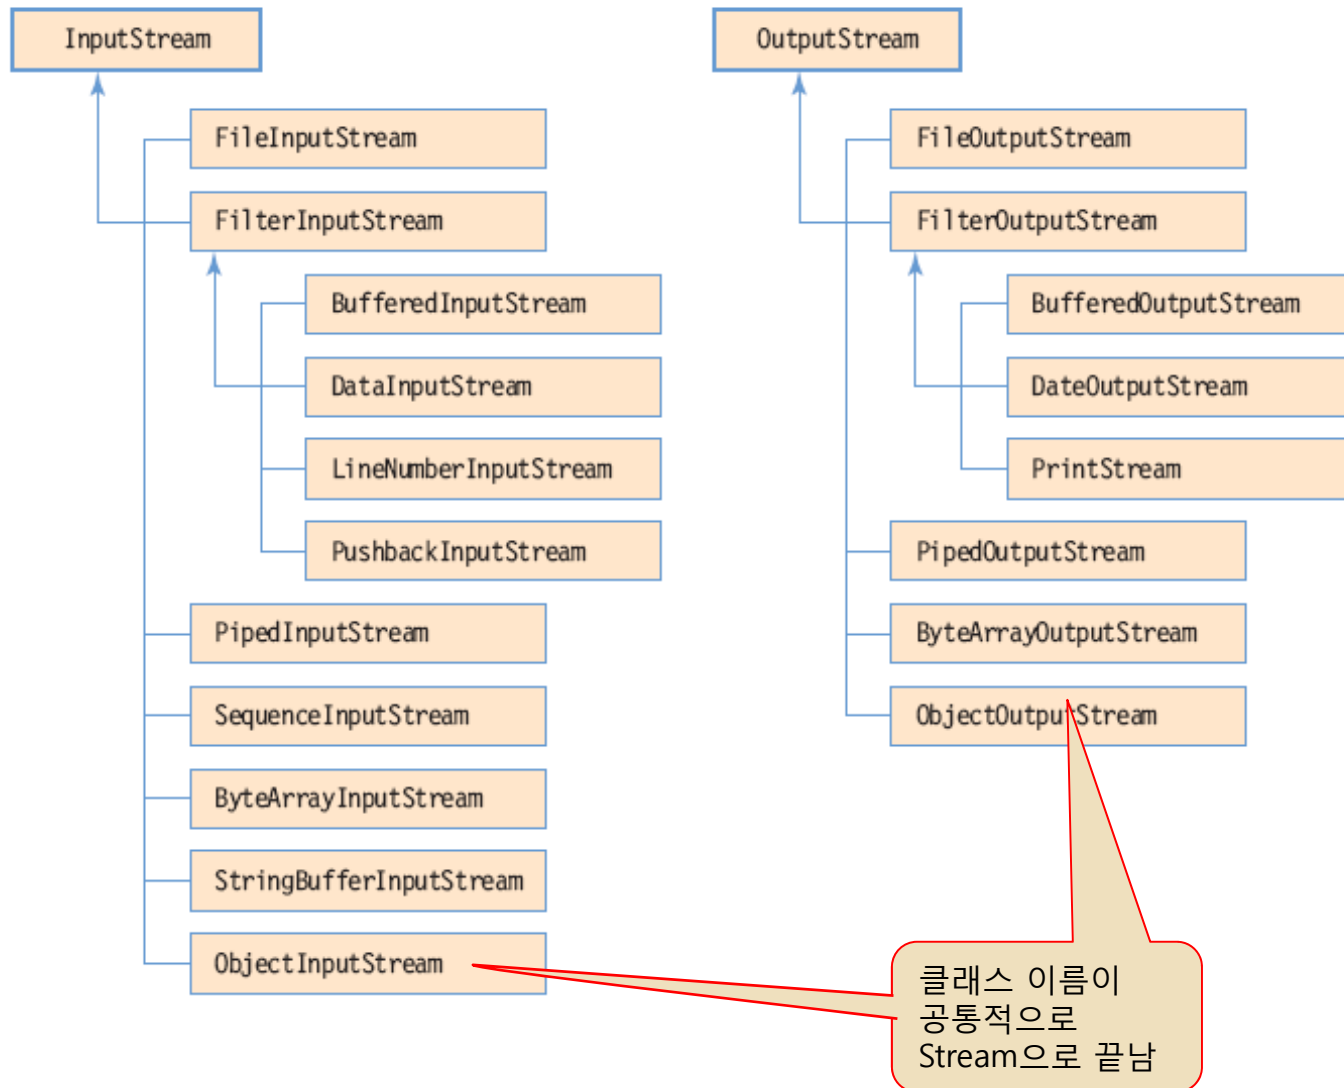 InputStream
FileInputStream
FilterInputStream
BufferedInputStream
DataInputStream
LineNumberInputStream
PushbackInputStream
PipedInputStream
SequenceInputStream
ByteArrayInputStream
StringBufferInputStream
ObjectInputStream
OutputStream
FileOutputStream
FilterOutputStream
BufferedOutputStream
DateOutputStream
PrintStream
PipedOutputStream
ByteArrayOutputStream
ObjectOutputStream
클래스 이름이
공통적으로
Stream으로 끝남